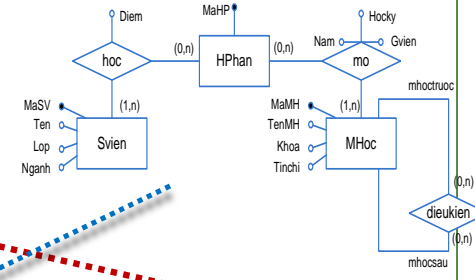 MaHP
Diem
Hocky
Nam
Gvien
hoc
(0,n)
HPhan
(0,n)
mo
mhoctruoc
MaSV
(1,n)
MaMH
(1,n)
Ten
TenMH
Lop
Svien
Khoa
MHoc
Nganh
Tinchi
(0,n)
dieukien
(0,n)
mhocsau